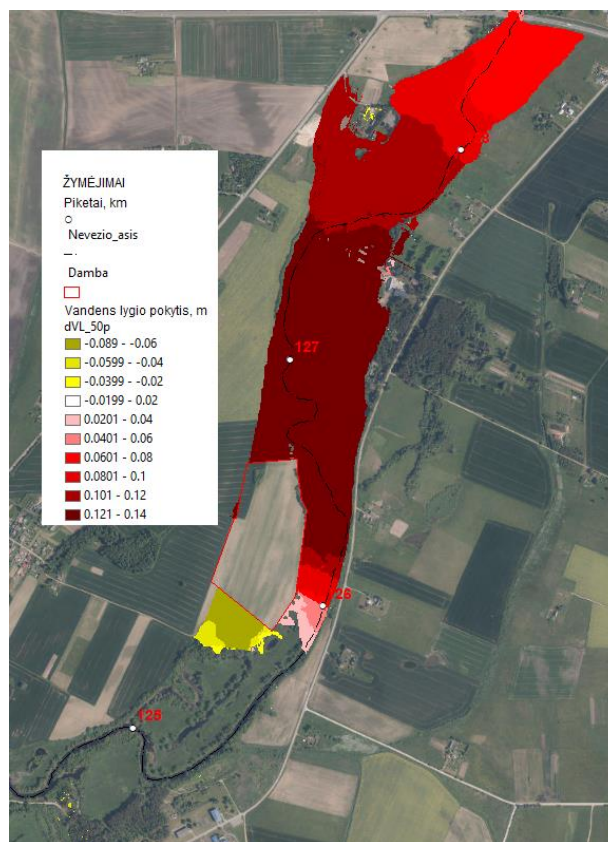 ŽYMĖJIMAI
Piketai, km
Nevezio_asis
Damba
Vandens lygio pokytis, m
dVL_50p
-0.089 - -0.06
-0.0599 - -0.04
-0.0399 - -0.02
-0.0199 - 0.02
0.0201 - 0.04
0.0401 - 0.06
0.0601 - 0.08
0.0801 - 0.1
0.101 - 0.12
0.121 - 0.14
127
26
125